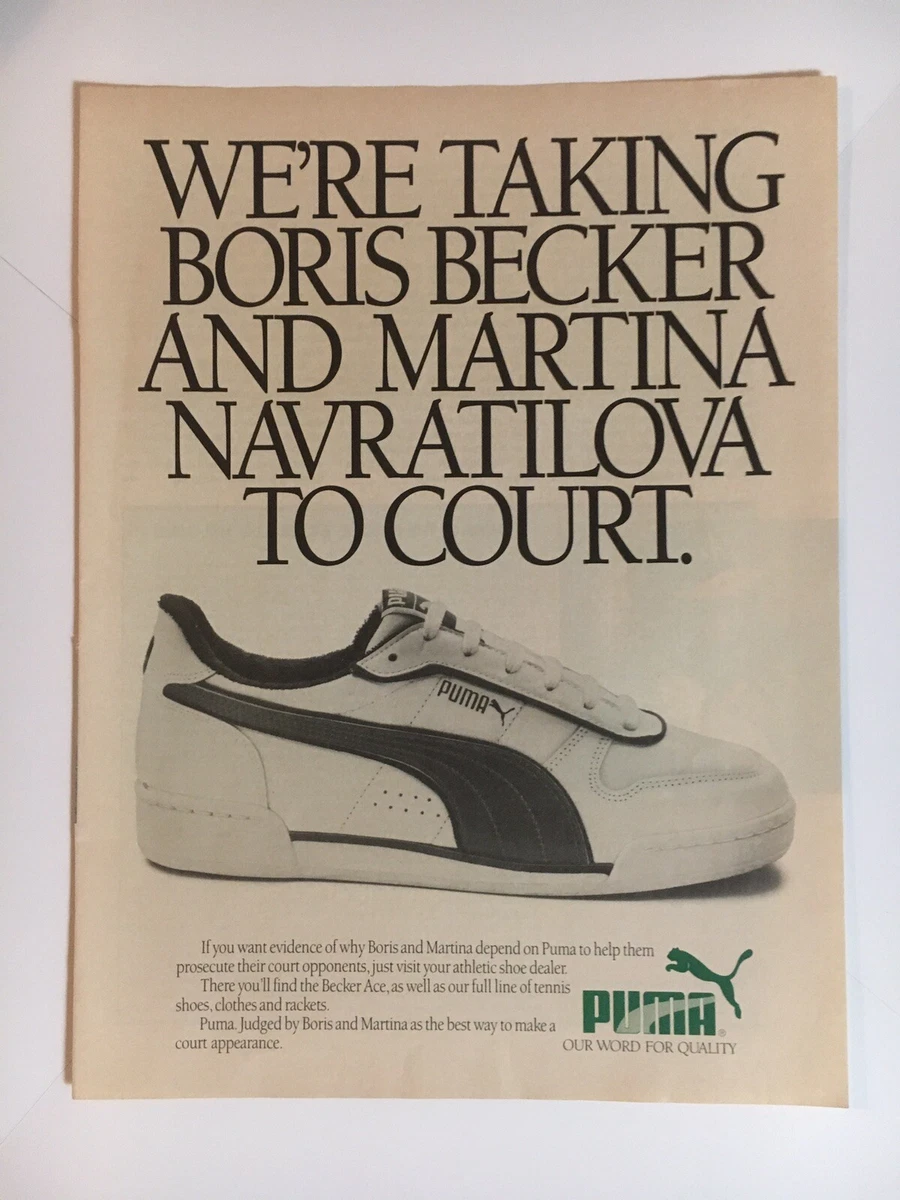 WE'RE TAKING
BORIS BECKER
AND MARTINA
NAVRATILOVA
TO COURT.
PUMA
If you want evidence of why Boris and Martina depend on Puma to help them
prosecute their court opponents, just visit your athletic shoe dealer.
There you'll find the Becker Ace, as well as our full line of tennis
shoes, clothes and rackets.
Puma. Judged by Boris and Martina as the best way to make a
court appearance.
PUMA®
OUR WORD FOR QUALITY